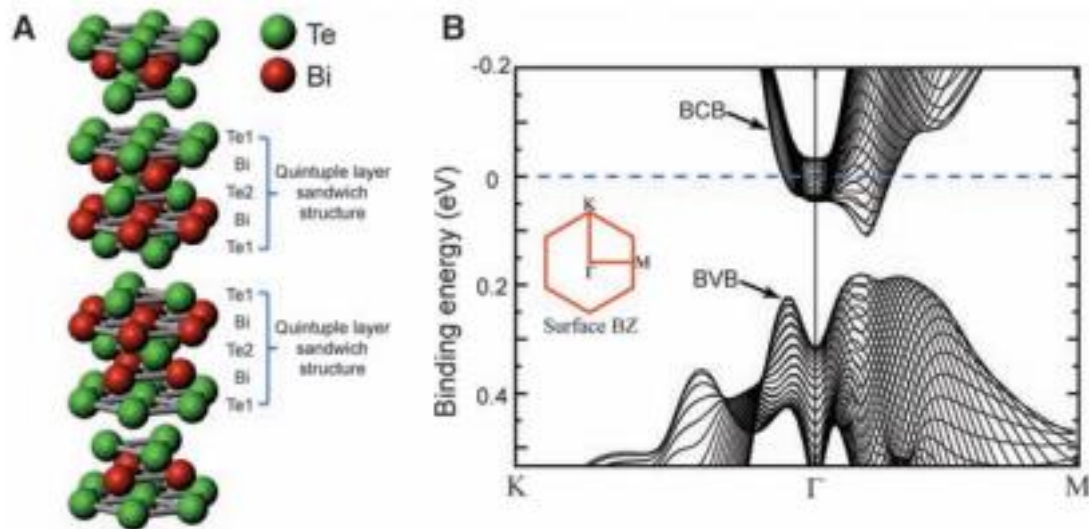 A
Te
Bi
Te1
Bi
Te2
Bi
Te1
Quintuple layer
sandwich
structure
Te1
Bi
Te2
Bi
Te1
Quintuple layer
sandwich
structure
B
Binding energy (eV)
-0.2
0
0.2
0.4
BCB
BVB
K
Γ
M
Surface BZ
K
Γ
M